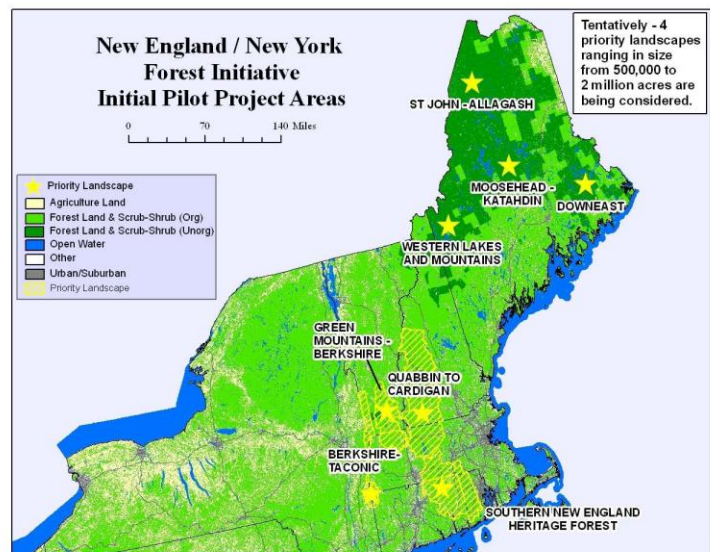 New England / New York
Forest Initiative
Initial Pilot Project Areas
0 70 140 Miles
Tentatively - 4
priority landscapes
ranging in size
from 500,000 to
2 million acres are
being considered.
Priority Landscape
Agriculture Land
Forest Land & Scrub-Shrub (Org)
Forest Land & Scrub-Shrub (Unorg)
Open Water
Other
Urban/Suburban
Priority Landscape
ST JOHN - ALLAGASH
MOOSEHEAD -
KATAHDIN
DOWNEAST
WESTERN LAKES
AND MOUNTAINS
GREEN
MOUNTAINS -
BERKSHIRE
QUABBIN TO
CARDIGAN
BERKSHIRE-
TACONIC
SOUTHERN NEW ENGLAND
HERITAGE FOREST